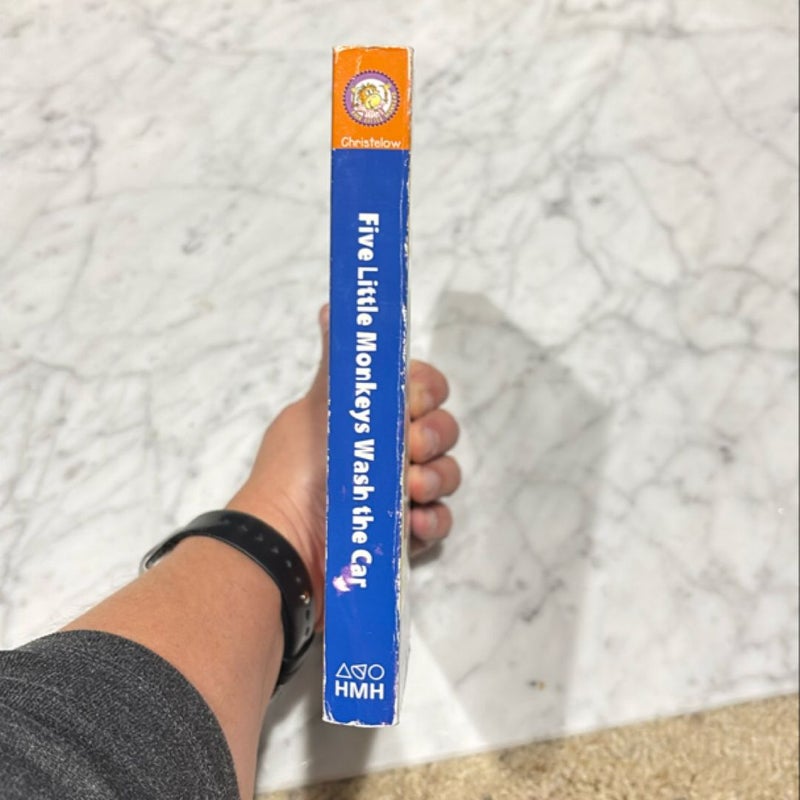 Christelow
Five Little Monkeys Wash the Car
HMH